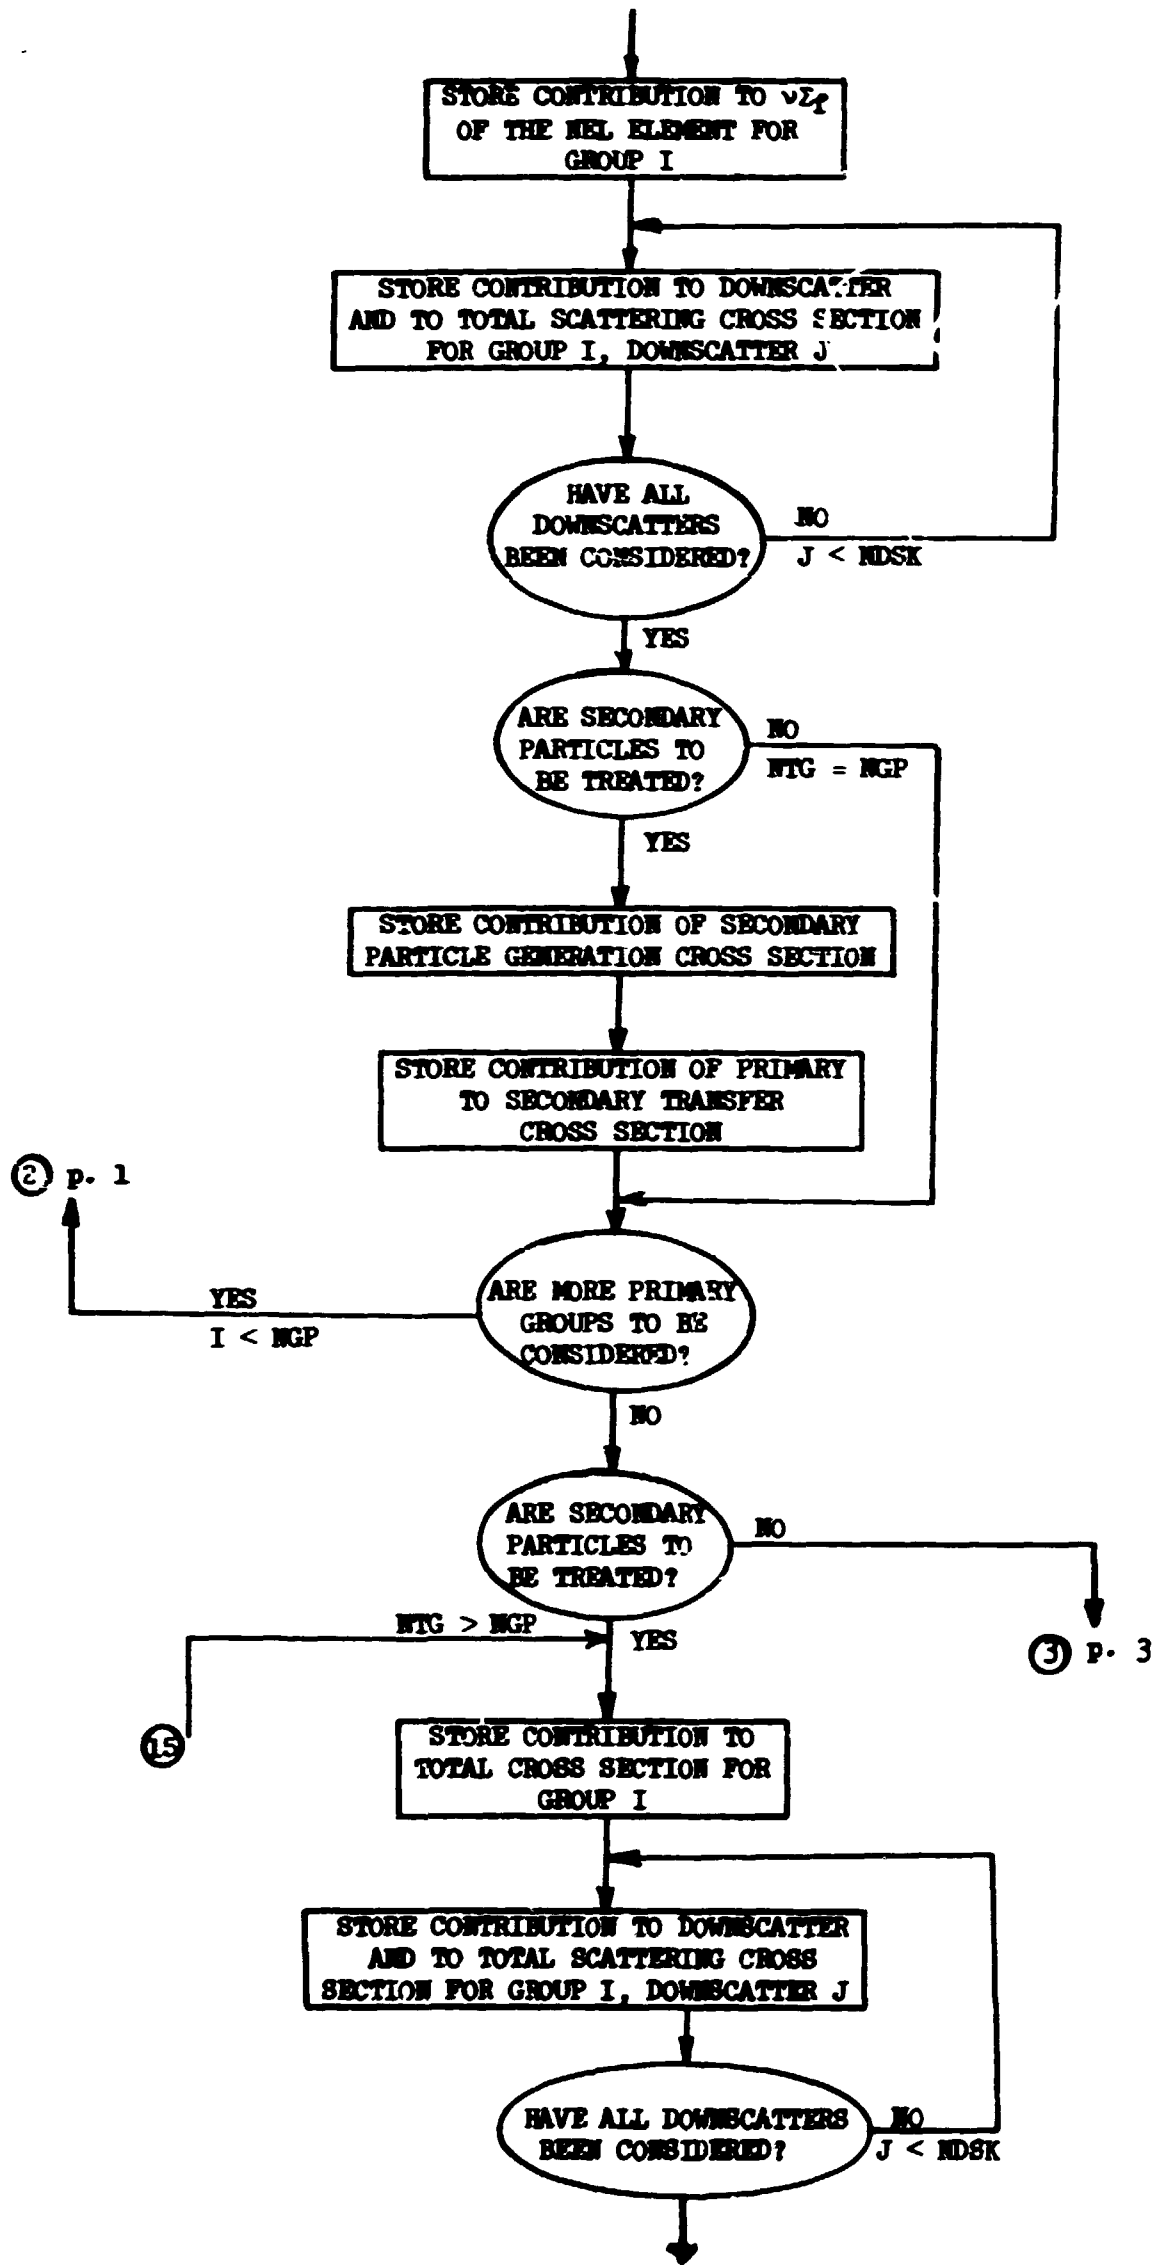 STORE CONTRIBUTION TO νΣf
OF THE NEL ELEMENT FOR
GROUP I
STORE CONTRIBUTION TO DOWNSCATTER
AND TO TOTAL SCATTERING CROSS SECTION
FOR GROUP I, DOWNSCATTER J
HAVE ALL
DOWNSCATTERS
BEEN CONSIDERED?
NO
J < NDSK
YES
ARE SECONDARY
PARTICLES TO
BE TREATED?
NO
NTG = NGP
YES
STORE CONTRIBUTION OF SECONDARY
PARTICLE GENERATION CROSS SECTION
STORE CONTRIBUTION OF PRIMARY
TO SECONDARY TRANSFER
CROSS SECTION
2 p. 1
ARE MORE PRIMARY
GROUPS TO BE
CONSIDERED?
YES
I < NGP
NO
ARE SECONDARY
PARTICLES TO
BE TREATED?
NO
3 p. 3
NTG > NGP
YES
15
STORE CONTRIBUTION TO
TOTAL CROSS SECTION FOR
GROUP I
STORE CONTRIBUTION TO DOWNSCATTER
AND TO TOTAL SCATTERING CROSS
SECTION FOR GROUP I, DOWNSCATTER J
HAVE ALL DOWNSCATTERS
BEEN CONSIDERED?
NO
J < NDSK